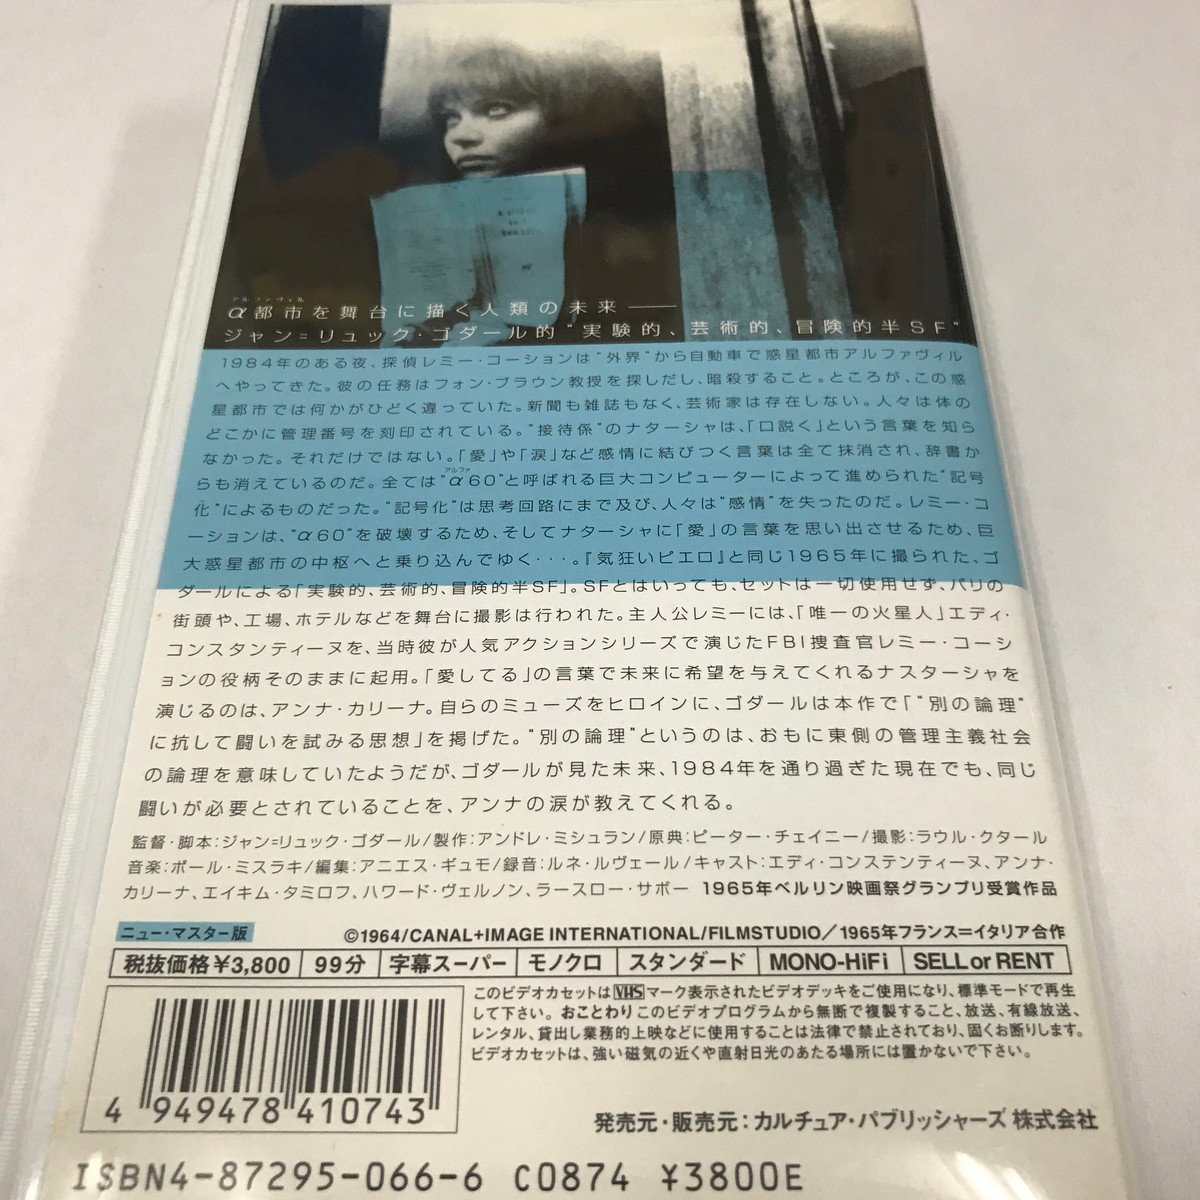 アルファヴィル
α都市を舞台に描く人類の未来――
ジャン=リュック・ゴダール的“実験的、芸術的、冒険的半SF”
1984年のある夜、探偵レミー・コーションは“外界”から自動車で惑星都市アルファヴィル
へやってきた。彼の任務はフォン・ブラウン教授を探しだし、暗殺すること。ところが、この惑
星都市では何かがひどく違っていた。新聞も雑誌もなく、芸術家は存在しない。人々は体の
どこかに管理番号を刻印されている。“接待係”のナターシャは、「口説く」という言葉を知ら
なかった。それだけではない。「愛」や「涙」など感情に結びつく言葉は全て抹消され、辞書か
アルファ
らも消えているのだ。全ては“α60”と呼ばれる巨大コンピューターによって進められた“記号
化”によるものだった。“記号化”は思考回路にまで及び、人々は“感情”を失ったのだ。レミー・コ
ーションは、“α60”を破壊するため、そしてナターシャに「愛」の言葉を思い出させるため、巨
大惑星都市の中枢へと乗り込んでゆく・・・・。『気狂いピエロ』と同じ1965年に撮られた、ゴ
ダールによる「実験的、芸術的、冒険的半SF」。SFとはいっても、セットは一切使用せず、パリの
街頭や、工場、ホテルなどを舞台に撮影は行われた。主人公レミーには、「唯一の火星人」エディ・
コンスタンティーヌを、当時彼が人気アクションシリーズで演じたFBI捜査官レミー・コーシ
ョンの役柄そのままに起用。「愛してる」の言葉で未来に希望を与えてくれるナスターシャを
演じるのは、アンナ・カリーナ。自らのミューズをヒロインに、ゴダールは本作で「“別の論理”
に抗して闘いを試みる思想」を掲げた。“別の論理”というのは、おもに東側の管理主義社会
の論理を意味していたようだが、ゴダールが見た未来、1984年を通り過ぎた現在でも、同じ
闘いが必要とされていることを、アンナの涙が教えてくれる。
監督・脚本:ジャン=リュック・ゴダール/製作:アンドレ・ミシュラン/原典:ピーター・チェイニー/撮影:ラウル・クタール
音楽:ポール・ミスラキ/編集:アニエス・ギュモ/録音:ルネ・ルヴェール/キャスト:エディ・コンステンティーヌ、アンナ・
カリーナ、エイキム・タミロフ、ハワード・ヴェルノン、ラースロー・サボー 1965年ベルリン映画祭グランプリ受賞作品
ニュー・マスター版
©1964/CANAL+IMAGE INTERNATIONAL/FILMSTUDIO/1965年フランス=イタリア合作
税抜価格¥3,800 99分 字幕スーパー モノクロ スタンダード MONO-HiFi SELL or RENT
このビデオカセットはVHSマーク表示されたビデオデッキをご使用になり、標準モードで再生
して下さい。おことわりこのビデオプログラムから無断で複製すること、放送、有線放送、
レンタル、貸出し業務的上映などに使用することは法律で禁止されており、固くお断りします。
ビデオカセットは、強い磁気の近くや直射日光のあたる場所には置かないで下さい。
4 949478 410743
発売元・販売元:カルチュア・パブリッシャーズ 株式会社
ISBN4-87295-066-6 C0874 ¥3800E